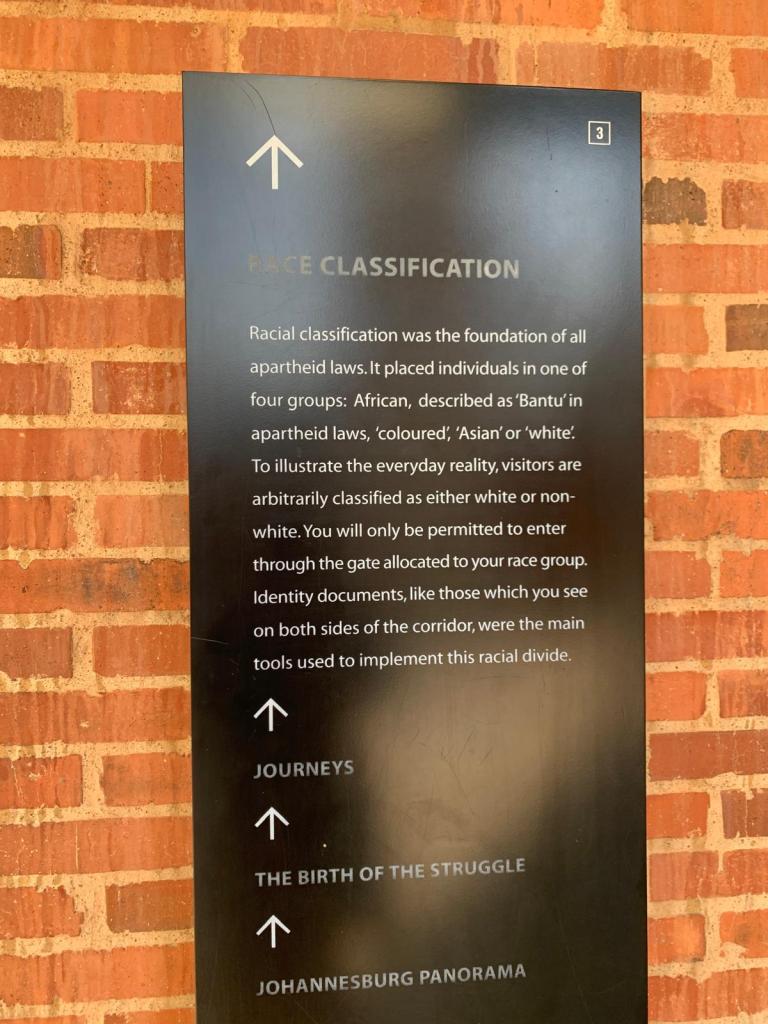 3
RACE CLASSIFICATION
Racial classification was the foundation of all
apartheid laws. It placed individuals in one of
four groups: African, described as 'Bantu' in
apartheid laws, 'coloured', 'Asian' or 'white'.
To illustrate the everyday reality, visitors are
arbitrarily classified as either white or non-
white. You will only be permitted to enter
through the gate allocated to your race group.
Identity documents, like those which you see
on both sides of the corridor, were the main
tools used to implement this racial divide.
JOURNEYS
THE BIRTH OF THE STRUGGLE
JOHANNESBURG PANORAMA